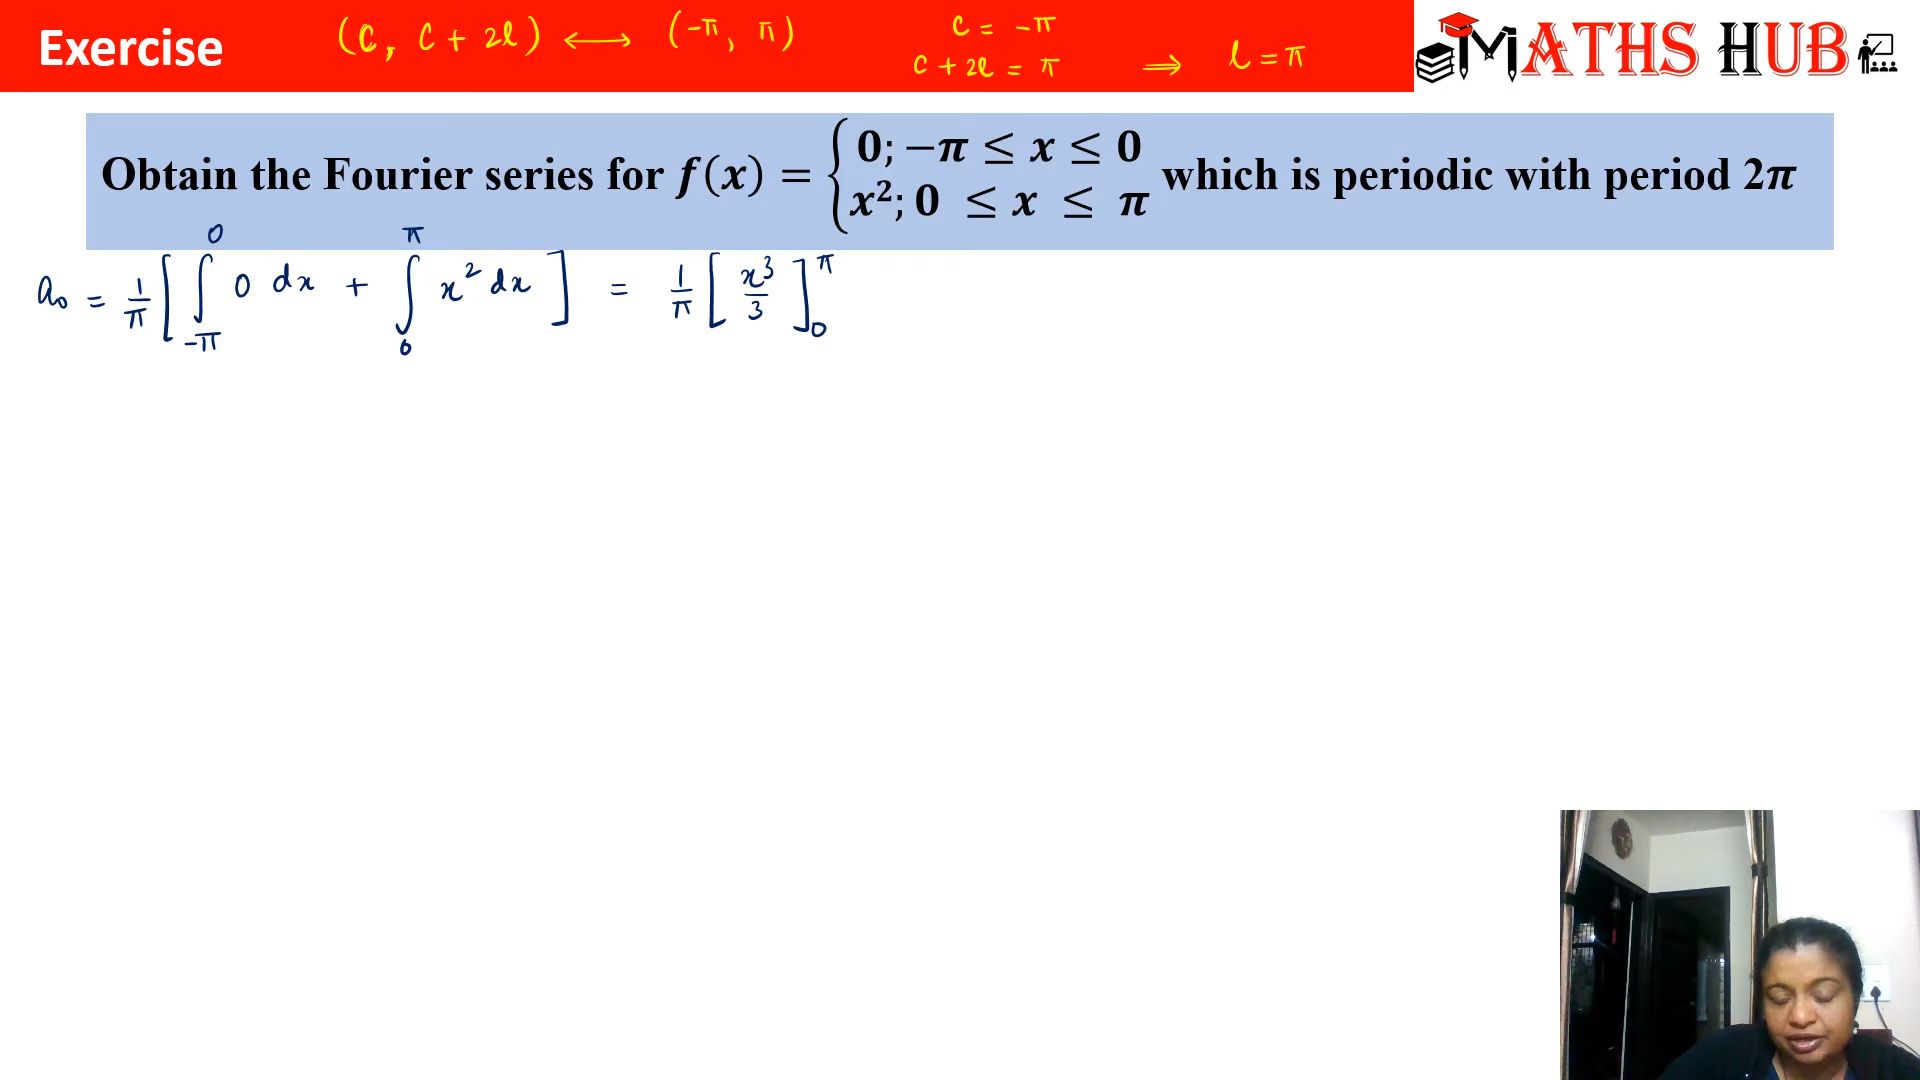 Exercise (C, C + 2l) ⟷ (-π, π) C = -π
C + 2l = π ⟹ l = π
MATHS HUB
Obtain the Fourier series for f(x) = {0; −π ≤ x ≤ 0
x²; 0 ≤ x ≤ π which is periodic with period 2π
a₀ = 1/π [ ∫_{-π}^{0} 0 dx + ∫_{0}^{π} x² dx ] = 1/π [ x³/3 ]_{0}^{π}